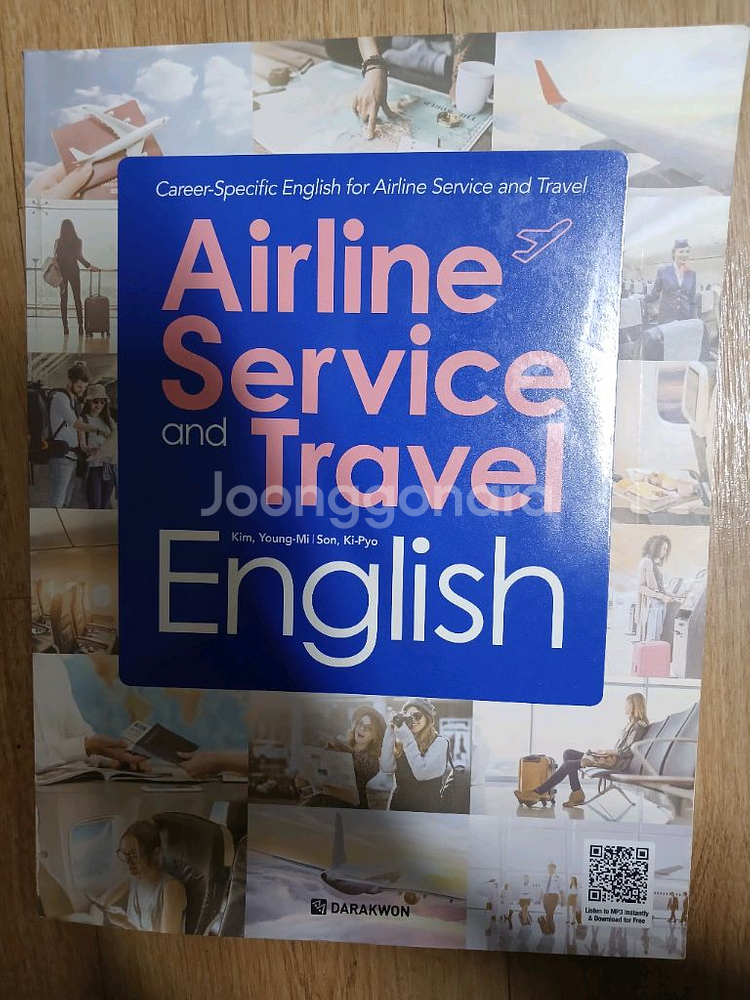 Career-Specific English for Airline Service and Travel
Airline
Service
and Travel
Joonggonara
Kim, Young-Mi | Son, Ki-Pyo
English
DARAKWON
Listen to MP3 Instantly
& Download for Free